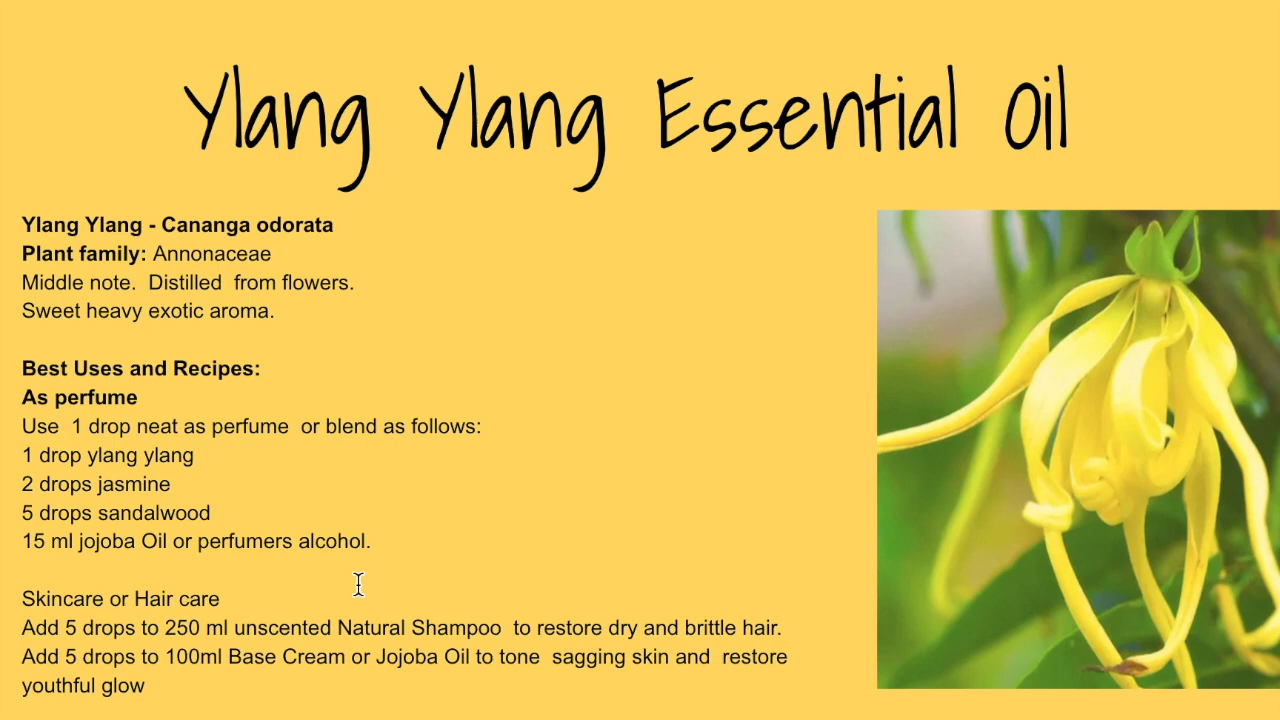 Ylang Ylang Essential Oil
Ylang Ylang - Cananga odorata
Plant family: Annonaceae
Middle note.  Distilled  from flowers.
Sweet heavy exotic aroma.
Best Uses and Recipes:
As perfume
Use  1 drop neat as perfume  or blend as follows:
1 drop ylang ylang
2 drops jasmine
5 drops sandalwood
15 ml jojoba Oil or perfumers alcohol.
Skincare or Hair care
Add 5 drops to 250 ml unscented Natural Shampoo  to restore dry and brittle hair.
Add 5 drops to 100ml Base Cream or Jojoba Oil to tone  sagging skin and  restore
youthful glow